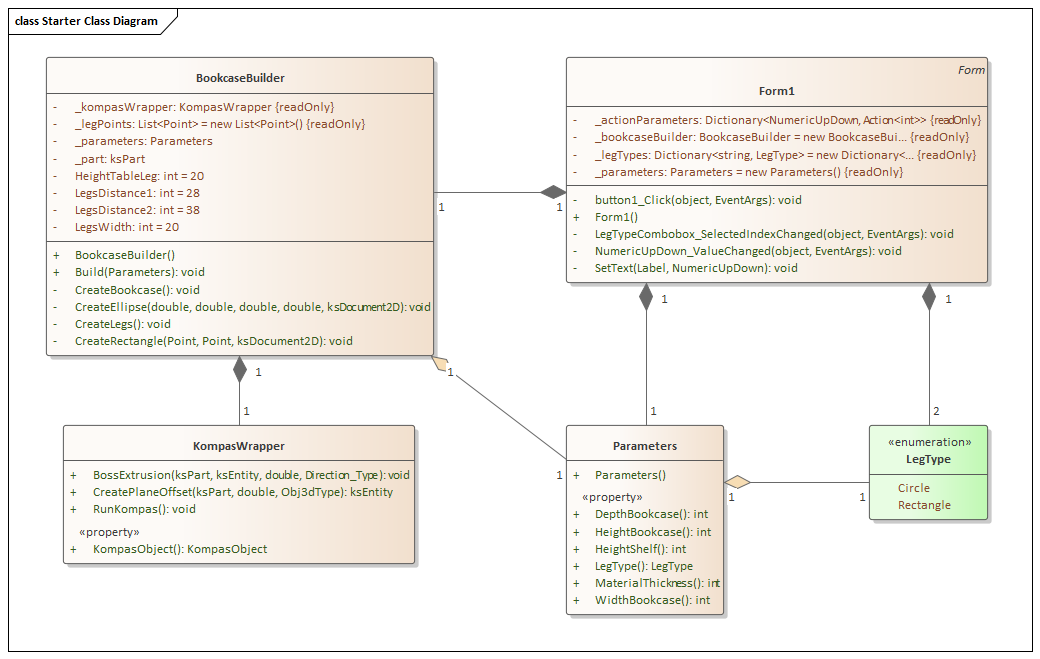 class Starter Class Diagram
BookcaseBuilder
- _kompasWrapper: KompasWrapper {readOnly}
- _legPoints: List<Point> = new List<Point>() {readOnly}
- _parameters: Parameters
- _part: ksPart
- HeightTableLeg: int = 20
- LegsDistance1: int = 28
- LegsDistance2: int = 38
- LegsWidth: int = 20
+ BookcaseBuilder()
+ Build(Parameters): void
- CreateBookcase(): void
- CreateEllipse(double, double, double, double, ksDocument2D): void
- CreateLegs(): void
- CreateRectangle(Point, Point, ksDocument2D): void
Form
Form1
- _actionParameters: Dictionary<NumericUpDown, Action<int>> {readOnly}
- _bookcaseBuilder: BookcaseBuilder = new BookcaseBui... {readOnly}
- _legTypes: Dictionary<string, LegType> = new Dictionary<... {readOnly}
- _parameters: Parameters = new Parameters() {readOnly}
- button1_Click(object, EventArgs): void
+ Form1()
- LegTypeCombobox_SelectedIndexChanged(object, EventArgs): void
- NumericUpDown_ValueChanged(object, EventArgs): void
- SetText(Label, NumericUpDown): void
1
1
1
1
1
1
1
2
1
1
KompasWrapper
+ BossExtrusion(ksPart, ksEntity, double, Direction_Type): void
+ CreatePlaneOffset(ksPart, double, Obj3dType): ksEntity
+ RunKompas(): void
«property»
+ KompasObject(): KompasObject
Parameters
+ Parameters()
«property»
+ DepthBookcase(): int
+ HeightBookcase(): int
+ HeightShelf(): int
+ LegType(): LegType
+ MaterialThickness(): int
+ WidthBookcase(): int
1
1
«enumeration»
LegType
Circle
Rectangle